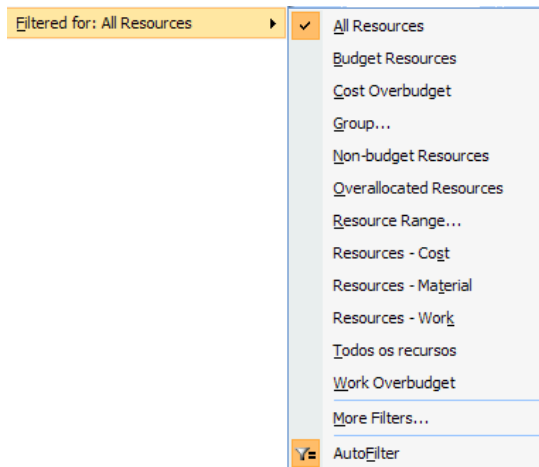 Filtered for: All Resources
All Resources
Budget Resources
Cost Overbudget
Group...
Non-budget Resources
Overallocated Resources
Resource Range...
Resources - Cost
Resources - Material
Resources - Work
Todos os recursos
Work Overbudget
More Filters...
AutoFilter